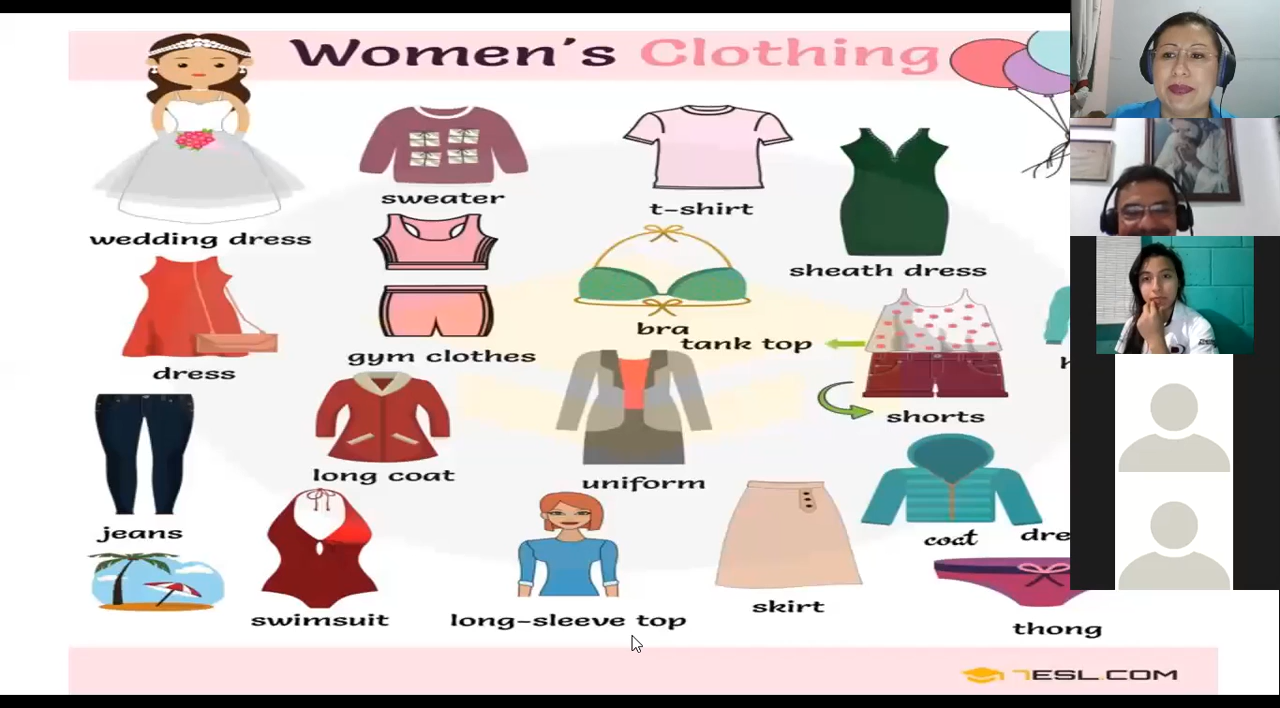 Women's Clothing
sweater
t-shirt
wedding dress
sheath dress
bra
tank top
gym clothes
dress
shorts
long coat
uniform
jeans
coat
skirt
swimsuit
long-sleeve top
thong
7ESL.COM